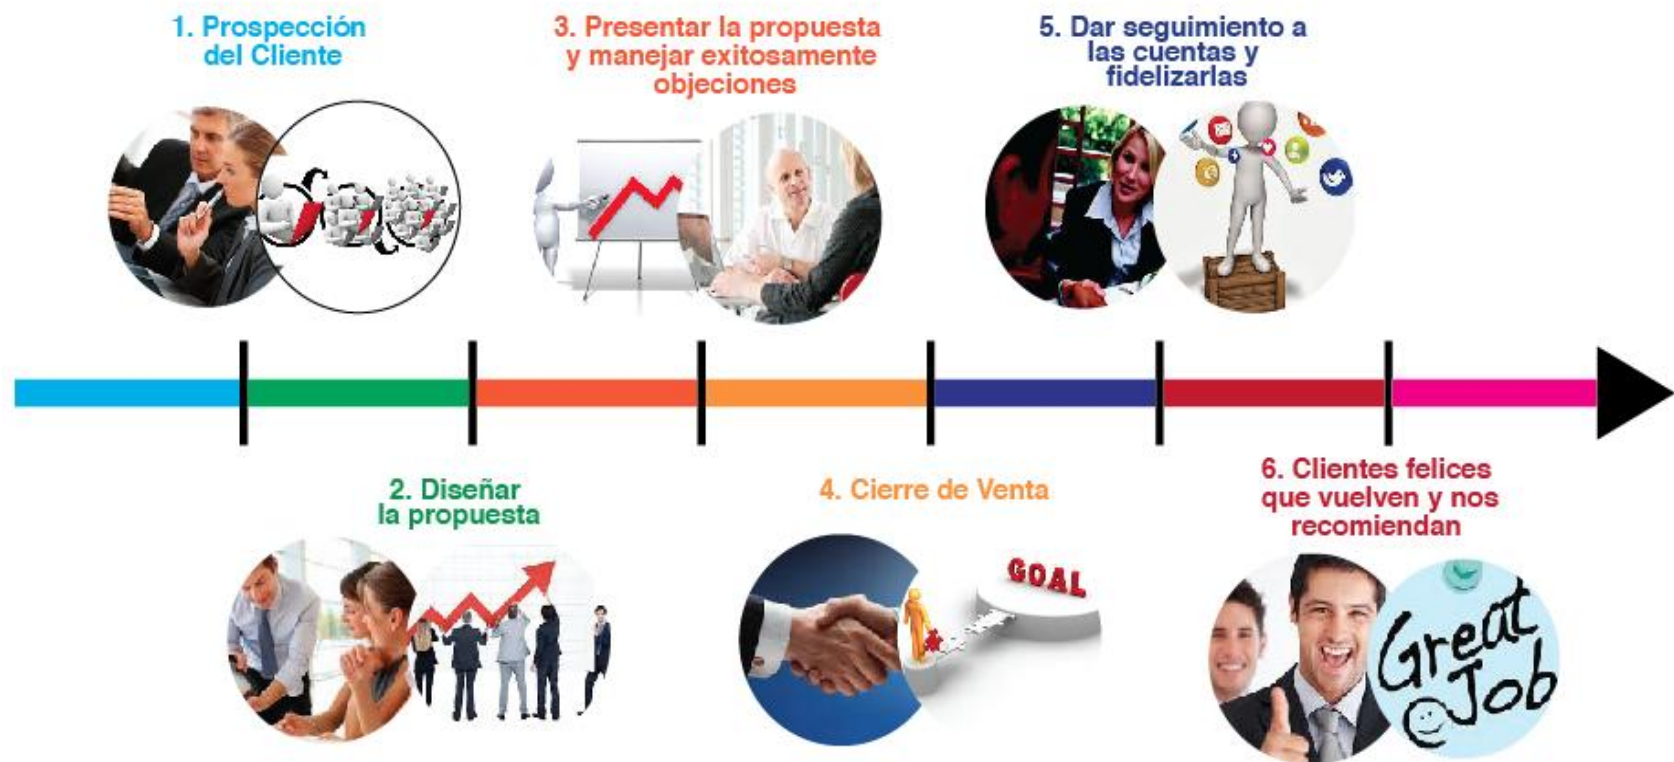 1. Prospección
del Cliente
3. Presentar la propuesta
y manejar exitosamente
objeciones
5. Dar seguimiento a
las cuentas y
fidelizarlas
2. Diseñar
la propuesta
4. Cierre de Venta
GOAL
6. Clientes felices
que vuelven y nos
recomiendan
Great
Job